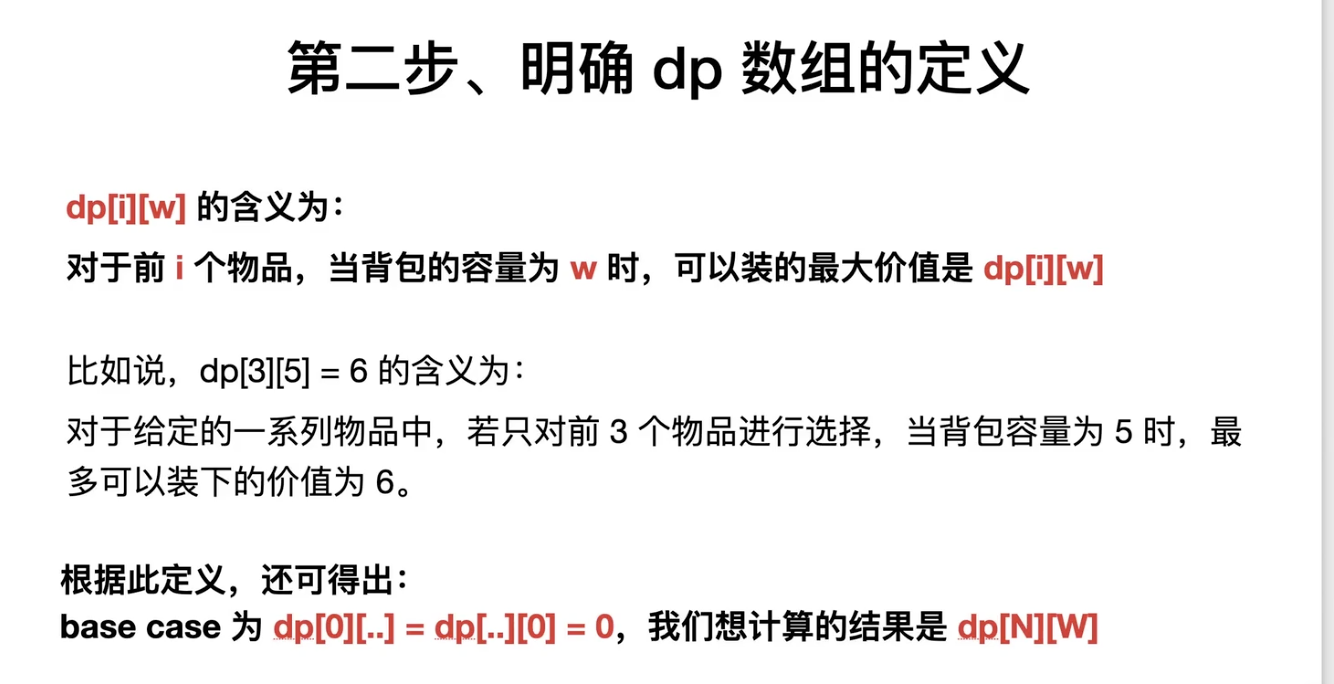 第二步、明确 dp 数组的定义
dp[i][w] 的含义为：
对于前 i 个物品，当背包的容量为 w 时，可以装的最大价值是 dp[i][w]
比如说，dp[3][5] = 6 的含义为：
对于给定的一系列物品中，若只对前 3 个物品进行选择，当背包容量为 5 时，最
多可以装下的价值为 6。
根据此定义，还可得出：
base case 为 dp[0][..] = dp[..][0] = 0，我们想计算的结果是 dp[N][W]